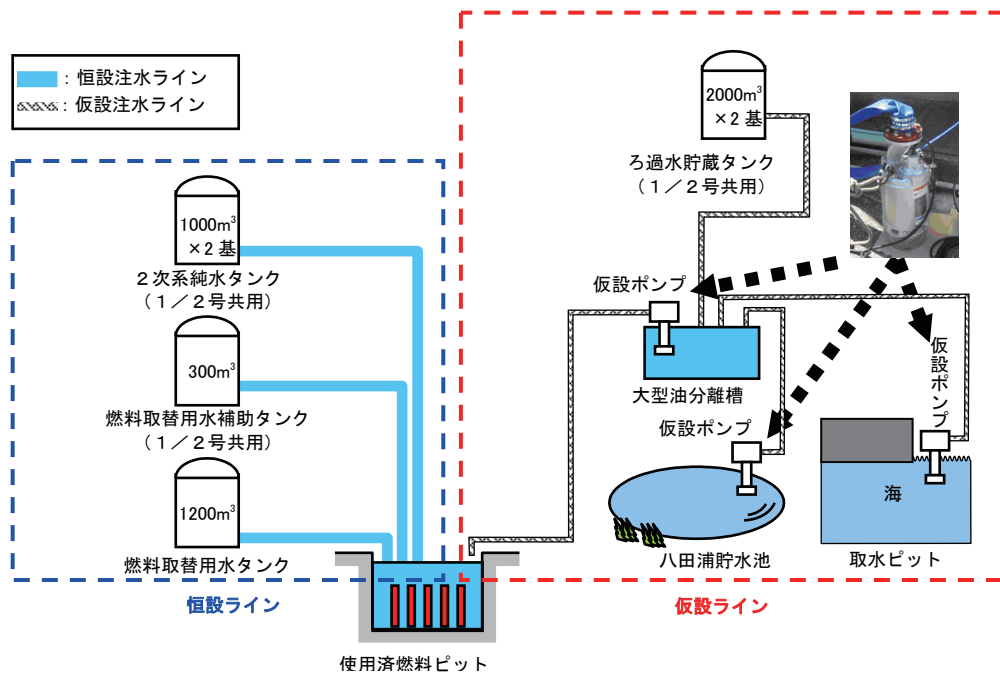 ：恒設注水ライン
：仮設注水ライン
1000m³
×２基
２次系純水タンク
（１／２号共用）
300m³
燃料取替用水補助タンク
（１／２号共用）
1200m³
燃料取替用水タンク
恒設ライン
使用済燃料ピット
2000m³
×２基
ろ過水貯蔵タンク
（１／２号共用）
仮設ポンプ
大型油分離槽
仮設ポンプ
八田浦貯水池
仮設ポンプ
海
取水ピット
仮設ライン